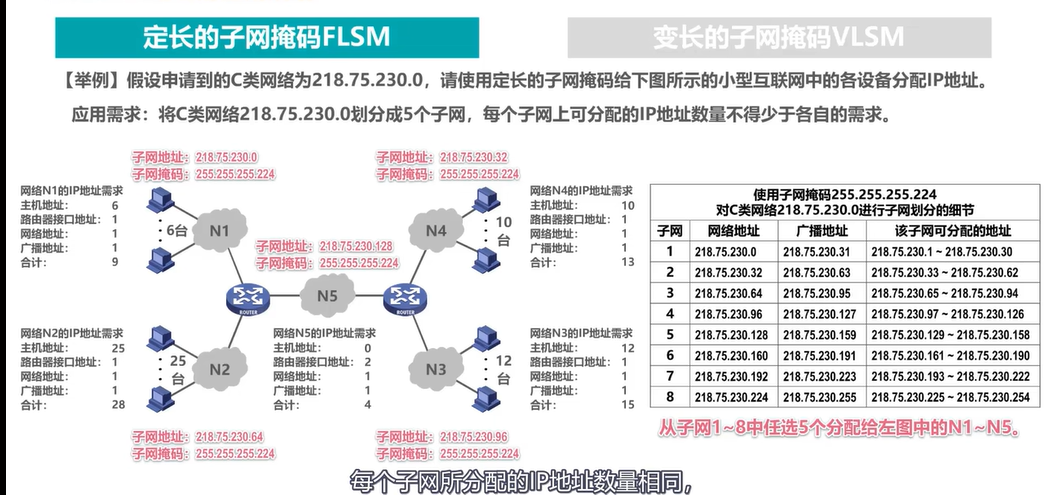 定长的子网掩码FLSM
变长的子网掩码VLSM
【举例】假设申请到的C类网络为218.75.230.0，请使用定长的子网掩码给下图所示的小型互联网中的各设备分配IP地址。
应用需求：将C类网络218.75.230.0划分成5个子网，每个子网上可分配的IP地址数量不得少于各自的需求。
子网地址：218.75.230.0
子网掩码：255.255.255.224
子网地址：218.75.230.32
子网掩码：255.255.255.224
网络N1的IP地址需求
主机地址： 6
路由器接口地址： 1
网络地址： 1
广播地址： 1
合计： 9
6台
N1
子网地址：218.75.230.128
子网掩码：255.255.255.224
N4
10
台
网络N4的IP地址需求
主机地址： 10
路由器接口地址： 1
网络地址： 1
广播地址： 1
合计： 13
ROUTER
N5
ROUTER
网络N2的IP地址需求
主机地址： 25
路由器接口地址： 1
网络地址： 1
广播地址： 1
合计： 28
25
台
N2
网络N5的IP地址需求
主机地址： 0
路由器接口地址： 2
网络地址： 1
广播地址： 1
合计： 4
N3
12
台
网络N3的IP地址需求
主机地址： 12
路由器接口地址： 1
网络地址： 1
广播地址： 1
合计： 15
子网地址：218.75.230.64
子网掩码：255.255.255.224
子网地址：218.75.230.96
子网掩码：255.255.255.224
使用子网掩码255.255.255.224
对C类网络218.75.230.0进行子网划分的细节
子网 网络地址 广播地址 该子网可分配的地址
1 218.75.230.0 218.75.230.31 218.75.230.1 ~ 218.75.230.30
2 218.75.230.32 218.75.230.63 218.75.230.33 ~ 218.75.230.62
3 218.75.230.64 218.75.230.95 218.75.230.65 ~ 218.75.230.94
4 218.75.230.96 218.75.230.127 218.75.230.97 ~ 218.75.230.126
5 218.75.230.128 218.75.230.159 218.75.230.129 ~ 218.75.230.158
6 218.75.230.160 218.75.230.191 218.75.230.161 ~ 218.75.230.190
7 218.75.230.192 218.75.230.223 218.75.230.193 ~ 218.75.230.222
8 218.75.230.224 218.75.230.255 218.75.230.225 ~ 218.75.230.254
从子网1~8中任选5个分配给左图中的N1~N5。
每个子网所分配的IP地址数量相同，